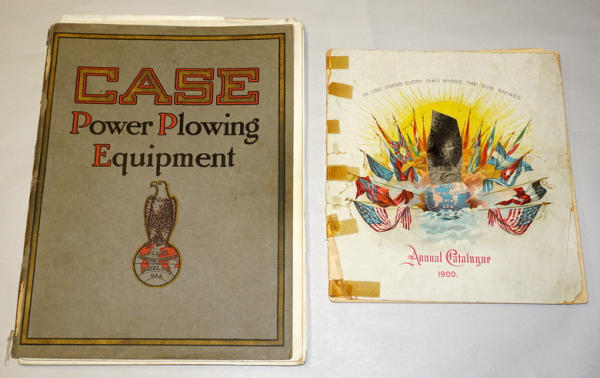 CASE
Power Plowing
Equipment
U.S.A.
IN USE UNDER EVERY FLAG WHERE THE SUN SHINES
Annual Catalogue
1900.